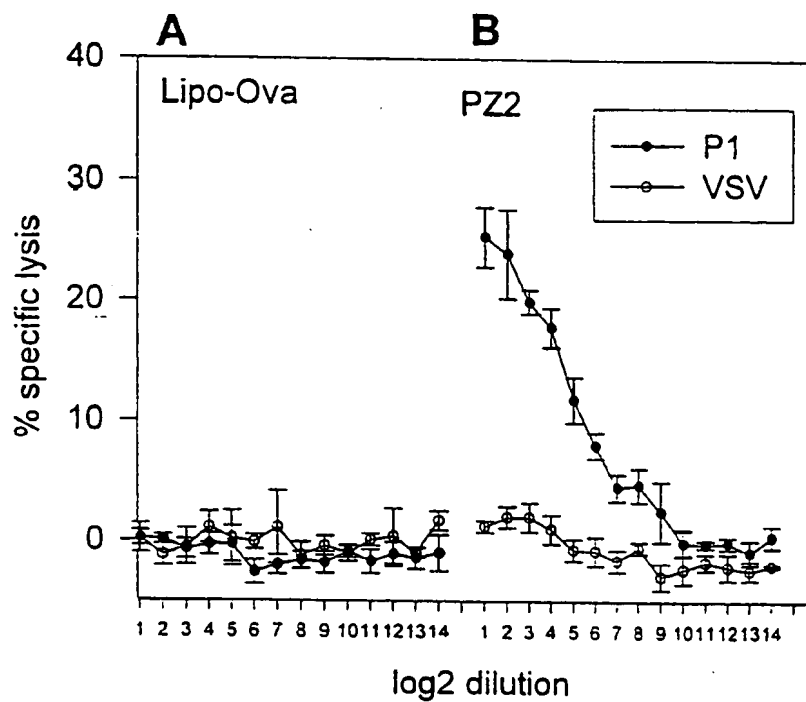 A B
40
Lipo-Ova PZ2
P1
VSV
30
20
10
0
% specific lysis
1 2 3 4 5 6 7 8 9 10 11 12 13 14 1 2 3 4 5 6 7 8 9 10 11 12 13 14
log2 dilution